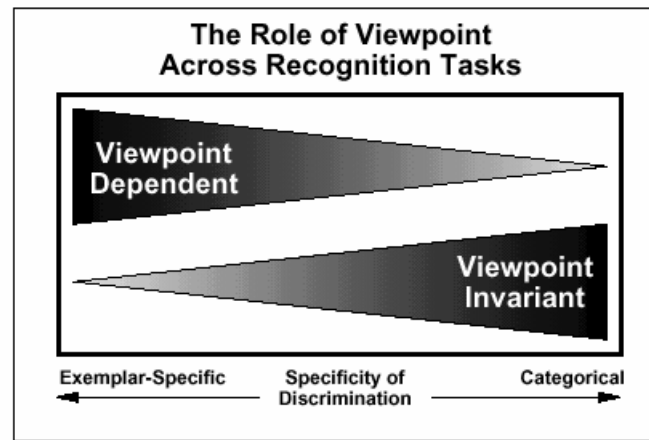 The Role of Viewpoint
Across Recognition Tasks
Viewpoint
Dependent
Viewpoint
Invariant
Exemplar-Specific
Specificity of
Discrimination
Categorical